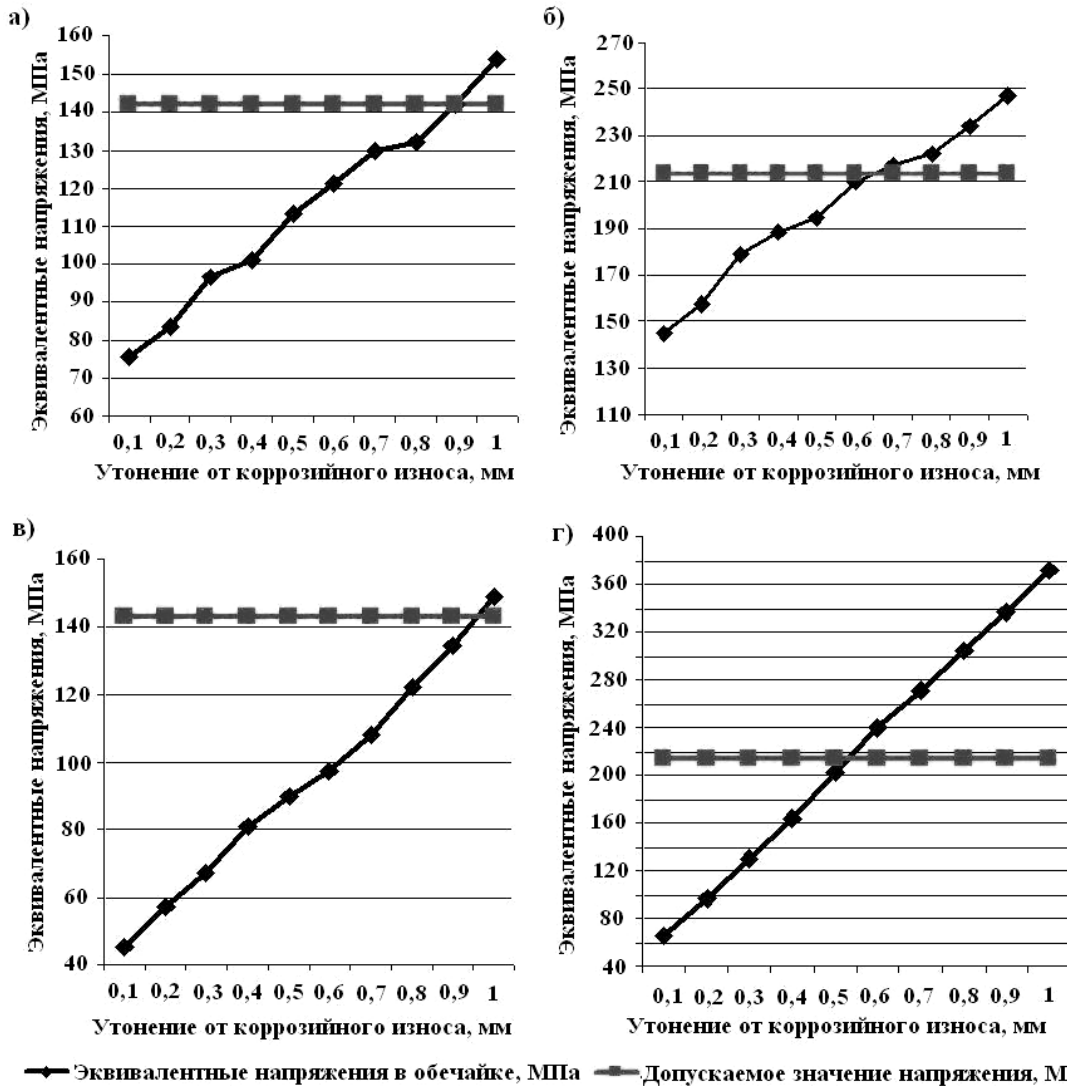 а)
160
150
140
130
120
110
100
90
80
70
60
Эквивалентные напряжения, МПа
0,1 0,2 0,3 0,4 0,5 0,6 0,7 0,8 0,9 1
Утонение от коррозийного износа, мм
б)
270
250
230
210
190
170
150
130
110
Эквивалентные напряжения, МПа
0,1 0,2 0,3 0,4 0,5 0,6 0,7 0,8 0,9 1
Утонение от коррозийного износа, мм
в)
160
140
120
100
80
60
40
Эквивалентные напряжения, МПа
0,1 0,2 0,3 0,4 0,5 0,6 0,7 0,8 0,9 1
Утонение от коррозийного износа, мм
г)
400
360
320
280
240
200
160
120
80
40
Эквивалентные напряжения, МПа
0,1 0,2 0,3 0,4 0,5 0,6 0,7 0,8 0,9 1
Утонение от коррозийного износа, мм
Эквивалентные напряжения в обечайке, МПа Допускаемое значение напряжения, М